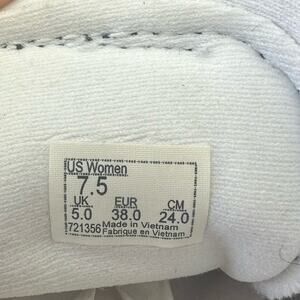 US Women
7.5
UK EUR CM
5.0 38.0 24.0
721356 Made in Vietnam
Fabriqué en Vietnam